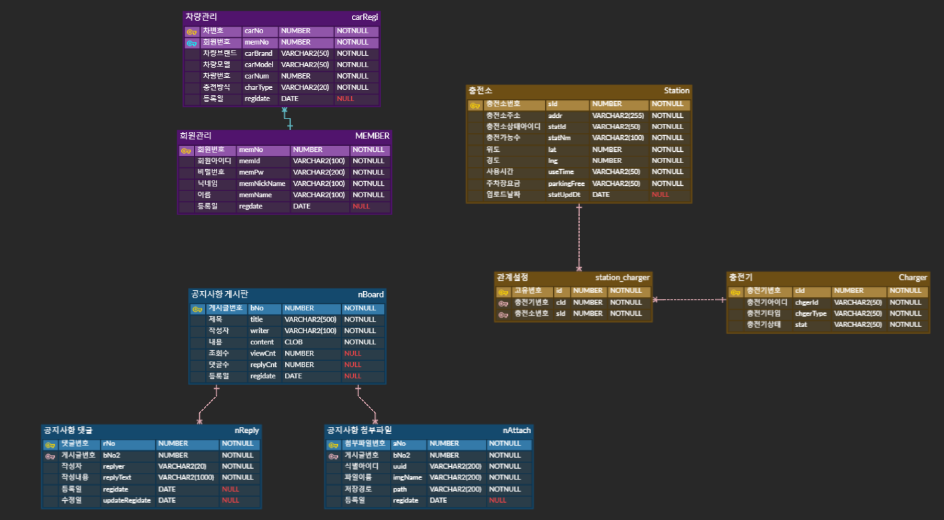 차량관리 carRegi
차번호 carNo NUMBER NOTNULL
회원번호 memNo NUMBER NOTNULL
차량브랜드 carBrand VARCHAR2(50) NOTNULL
차량모델 carModel VARCHAR2(50) NOTNULL
차량번호 carNum NUMBER NOTNULL
충전방식 charType VARCHAR2(20) NOTNULL
등록일 regidate DATE NULL
회원관리 MEMBER
회원번호 memNo NUMBER NOTNULL
회원아이디 memId VARCHAR2(100) NOTNULL
비밀번호 memPw VARCHAR2(200) NOTNULL
닉네임 memNickName VARCHAR2(100) NOTNULL
이름 memName VARCHAR2(100) NOTNULL
등록일 regdate DATE NULL
충전소 Station
충전소번호 sId NUMBER NOTNULL
충전소주소 addr VARCHAR2(255) NOTNULL
충전소상태아이디 statId VARCHAR2(50) NOTNULL
충전가능수 statNm VARCHAR2(100) NOTNULL
위도 lat NUMBER NOTNULL
경도 lng NUMBER NOTNULL
사용시간 useTime VARCHAR2(50) NOTNULL
주차장요금 parkingFree VARCHAR2(50) NOTNULL
업로드날짜 statUpdDt DATE NULL
관계설정 station_charger
고유번호 id NUMBER NOTNULL
충전기번호 cId NUMBER NOTNULL
충전소번호 sId NUMBER NOTNULL
충전기 Charger
충전기번호 cId NUMBER NOTNULL
충전기아이디 chgerId VARCHAR2(50) NOTNULL
충전기타입 chgerType VARCHAR2(50) NOTNULL
충전기상태 stat VARCHAR2(50) NOTNULL
공지사항 게시판 nBoard
게시글번호 bNo NUMBER NOTNULL
제목 title VARCHAR2(500) NOTNULL
작성자 writer VARCHAR2(100) NOTNULL
내용 content CLOB NOTNULL
조회수 viewCnt NUMBER NULL
댓글수 replyCnt NUMBER NULL
등록일 regidate DATE NULL
공지사항 댓글 nReply
댓글번호 rNo NUMBER NOTNULL
게시글번호 bNo2 NUMBER NOTNULL
작성자 replyer VARCHAR2(20) NOTNULL
작성내용 replyText VARCHAR2(1000) NOTNULL
등록일 regidate DATE NULL
수정일 updateRegidate DATE NULL
공지사항 첨부파일 nAttach
첨부파일번호 aNo NUMBER NOTNULL
게시글번호 bNo2 NUMBER NOTNULL
식별아이디 uuid VARCHAR2(200) NOTNULL
파일이름 imgName VARCHAR2(200) NOTNULL
저장경로 path VARCHAR2(200) NOTNULL
등록일 regidate DATE NULL